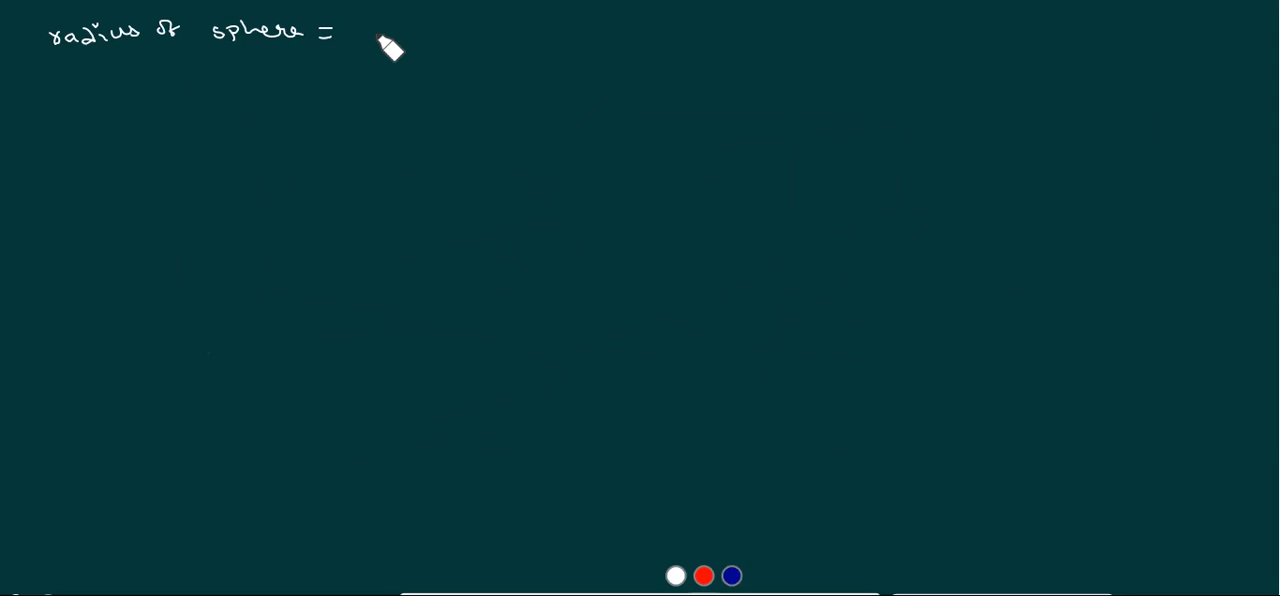 radius of sphere =